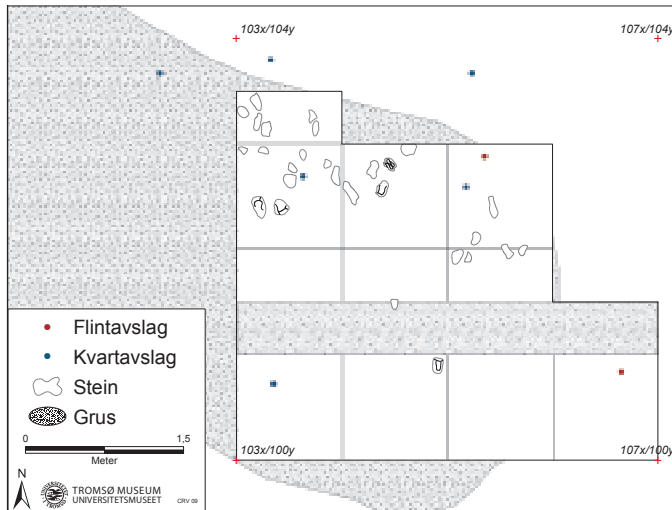 103x/104y
107x/104y
Flintavslag
Kvartavslag
Stein
Grus
0 1,5
Meter
103x/100y
107x/100y
N
TROMSØ MUSEUM
UNIVERSITETSMUSEET
CRV 09